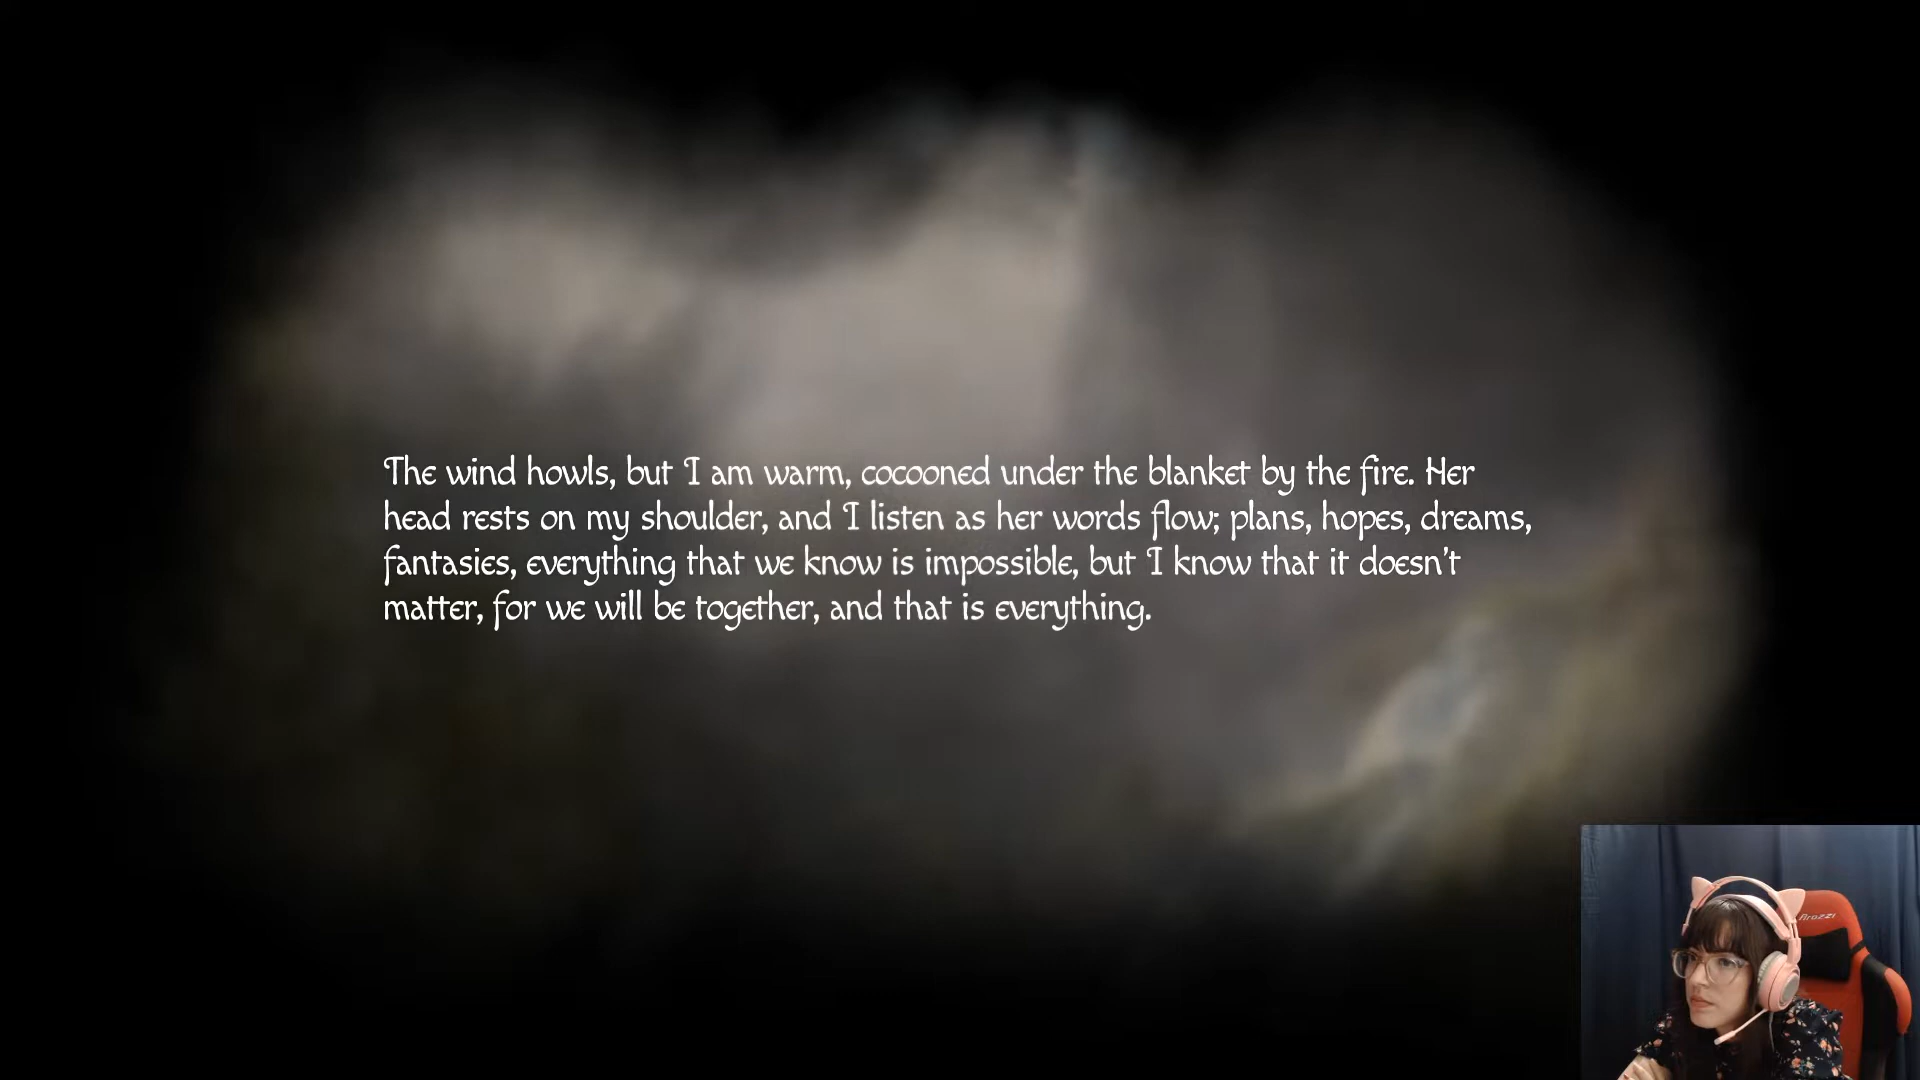 The wind howls, but I am warm, cocooned under the blanket by the fire. Her
head rests on my shoulder, and I listen as her words flow; plans, hopes, dreams,
fantasies, everything that we know is impossible, but I know that it doesn't
matter, for we will be together, and that is everything.
Arozzi